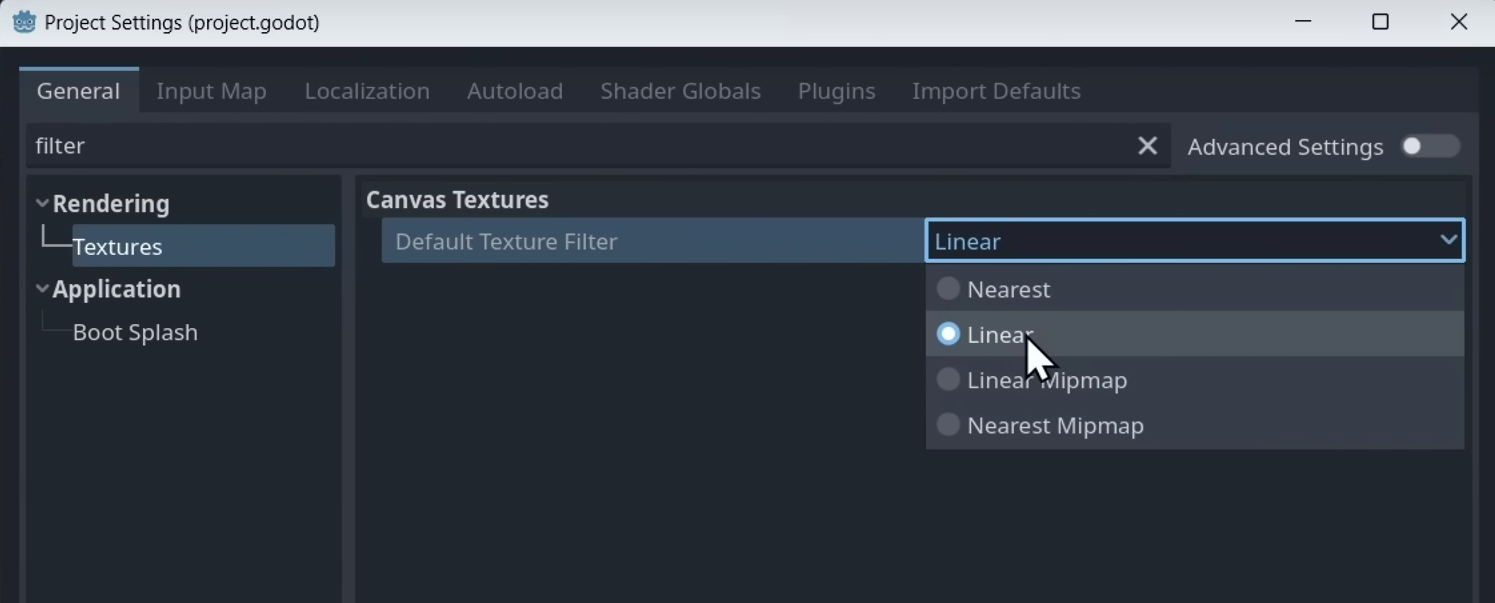 Project Settings (project.godot)
General Input Map Localization Autoload Shader Globals Plugins Import Defaults
filter
Advanced Settings
Rendering
Textures
Application
Boot Splash
Canvas Textures
Default Texture Filter Linear
Nearest
Linear
Linear Mipmap
Nearest Mipmap